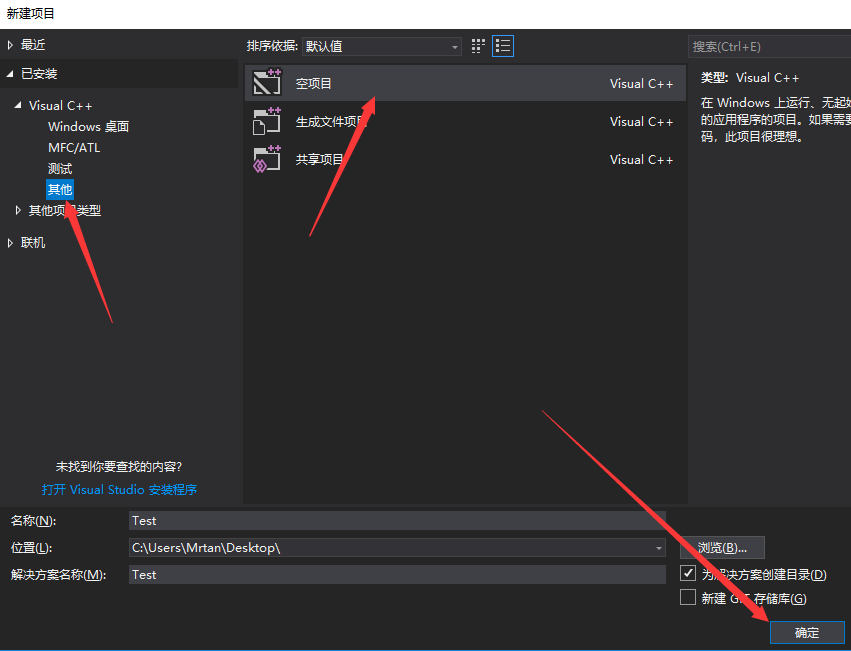 新建项目
最近
已安装
Visual C++
Windows 桌面
MFC/ATL
测试
其他
其他项目类型
联机
未找到你要查找的内容?
打开 Visual Studio 安装程序
排序依据: 默认值
空项目 Visual C++
生成文件项目 Visual C++
共享项目 Visual C++
搜索(Ctrl+E)
类型: Visual C++
在 Windows 上运行、无起始
的应用程序的项目。如果需要
码，此项目很理想。
名称(N): Test
位置(L): C:\Users\Mrtan\Desktop\ 浏览(B)...
解决方案名称(M): Test
为解决方案创建目录(D)
新建 Git 存储库(G)
确定